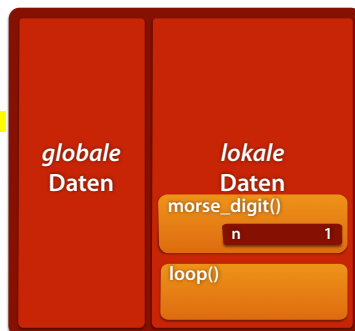 globale
Daten
lokale
Daten
morse_digit()
n 1
loop()